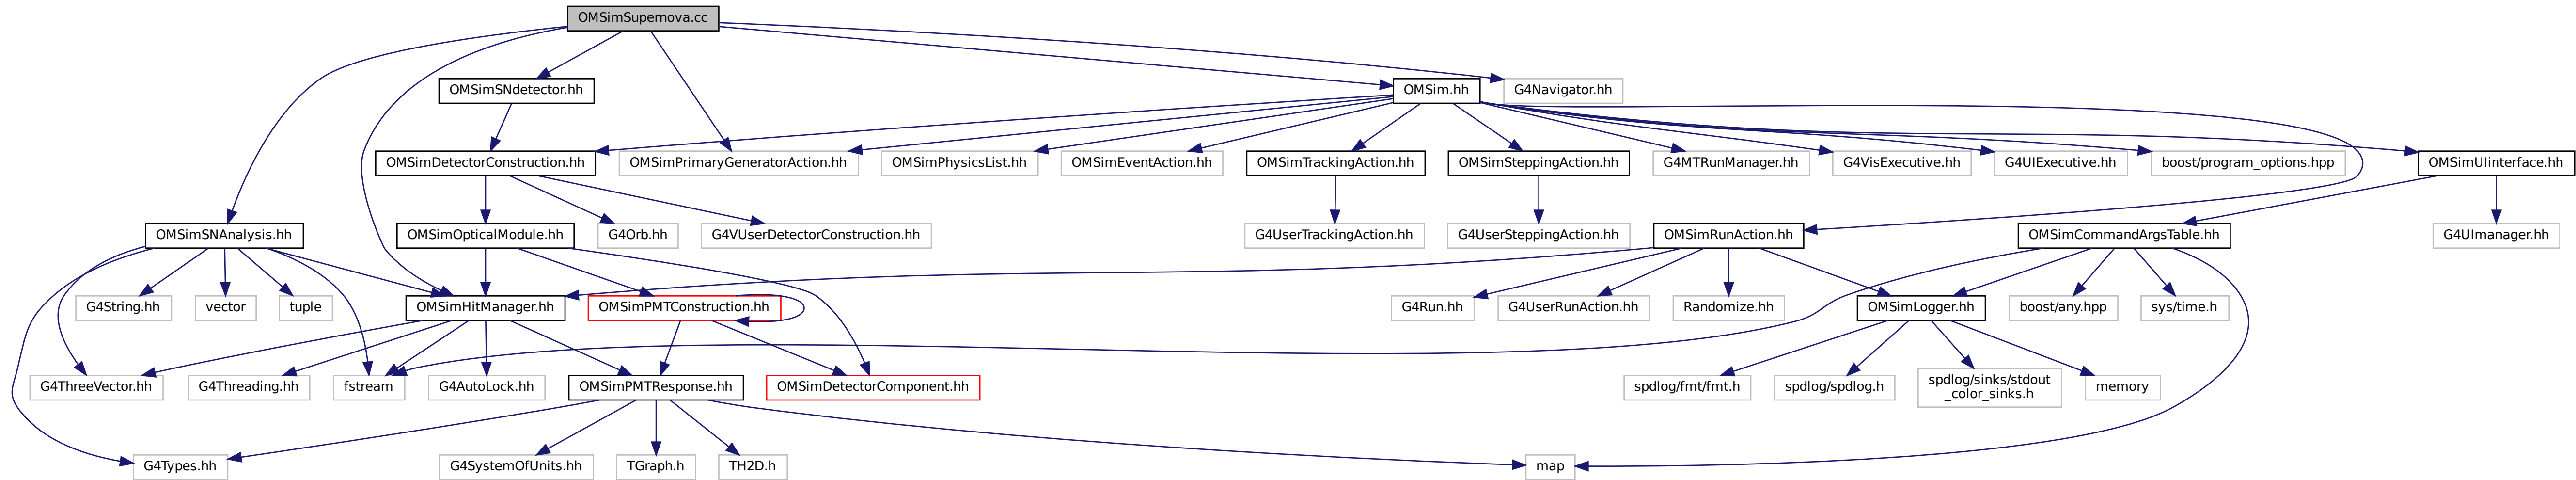 OMSimSupernova.cc
OMSimSNdetector.hh
OMSim.hh
G4Navigator.hh
OMSimDetectorConstruction.hh
OMSimPrimaryGeneratorAction.hh
OMSimPhysicsList.hh
OMSimEventAction.hh
OMSimTrackingAction.hh
OMSimSteppingAction.hh
G4MTRunManager.hh
G4VisExecutive.hh
G4UIExecutive.hh
boost/program_options.hpp
OMSimUIinterface.hh
OMSimSNAnalysis.hh
OMSimOpticalModule.hh
G4Orb.hh
G4VUserDetectorConstruction.hh
G4UserTrackingAction.hh
G4UserSteppingAction.hh
OMSimRunAction.hh
OMSimCommandArgsTable.hh
G4UImanager.hh
G4String.hh
vector
tuple
OMSimHitManager.hh
OMSimPMTConstruction.hh
G4Run.hh
G4UserRunAction.hh
Randomize.hh
OMSimLogger.hh
boost/any.hpp
sys/time.h
G4ThreeVector.hh
G4Threading.hh
fstream
G4AutoLock.hh
OMSimPMTResponse.hh
OMSimDetectorComponent.hh
spdlog/fmt/fmt.h
spdlog/spdlog.h
spdlog/sinks/stdout
_color_sinks.h
memory
G4Types.hh
G4SystemOfUnits.hh
TGraph.h
TH2D.h
map